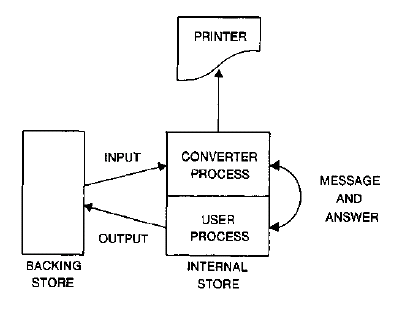 PRINTER
INPUT
CONVERTER
PROCESS
MESSAGE
AND
ANSWER
USER
PROCESS
OUTPUT
BACKING
STORE
INTERNAL
STORE